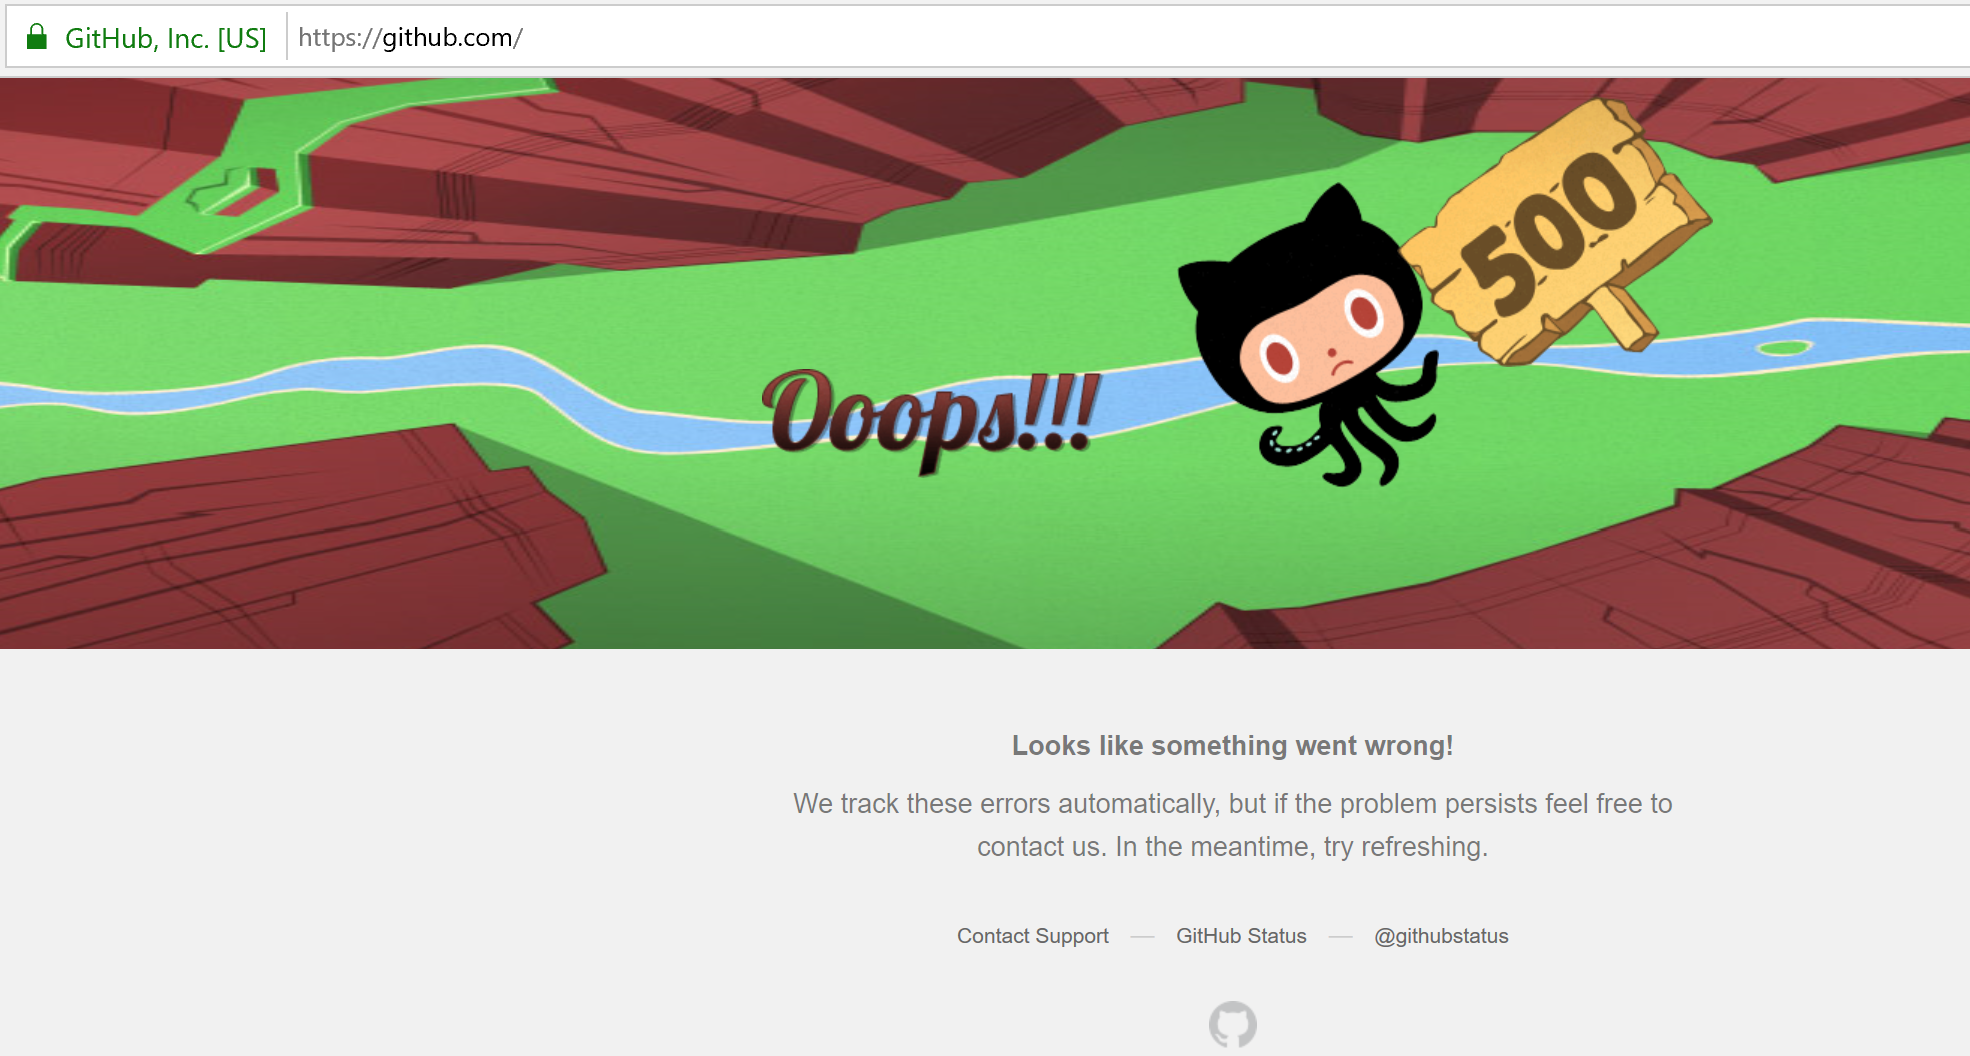 GitHub, Inc. [US] https://github.com/
500
Ooops!!!
Looks like something went wrong!
We track these errors automatically, but if the problem persists feel free to
contact us. In the meantime, try refreshing.
Contact Support — GitHub Status — @githubstatus